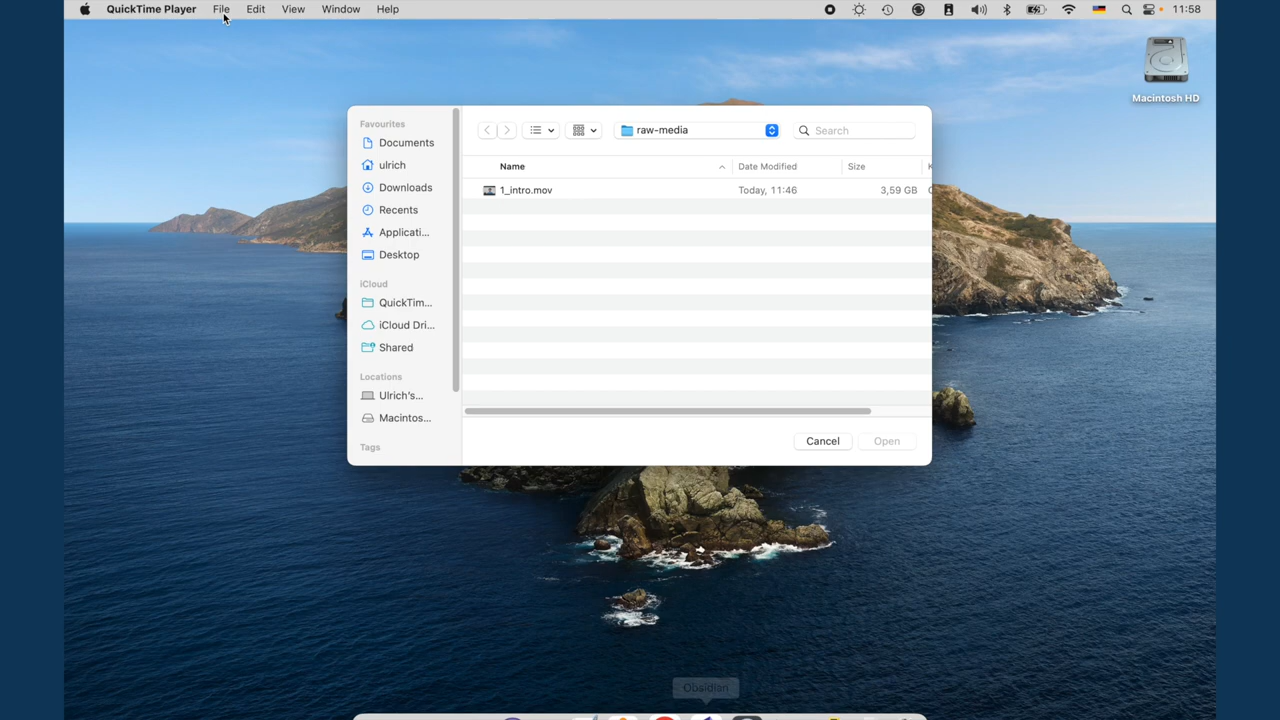 QuickTime Player File Edit View Window Help 11:58
Macintosh HD
Favourites
Documents
ulrich
Downloads
Recents
Applicati...
Desktop
iCloud
QuickTim...
iCloud Dri...
Shared
Locations
Ulrich's...
Macintos...
Tags
raw-media
Search
Name Date Modified Size
1_intro.mov Today, 11:46 3,59 GB
Cancel Open
Obsidian